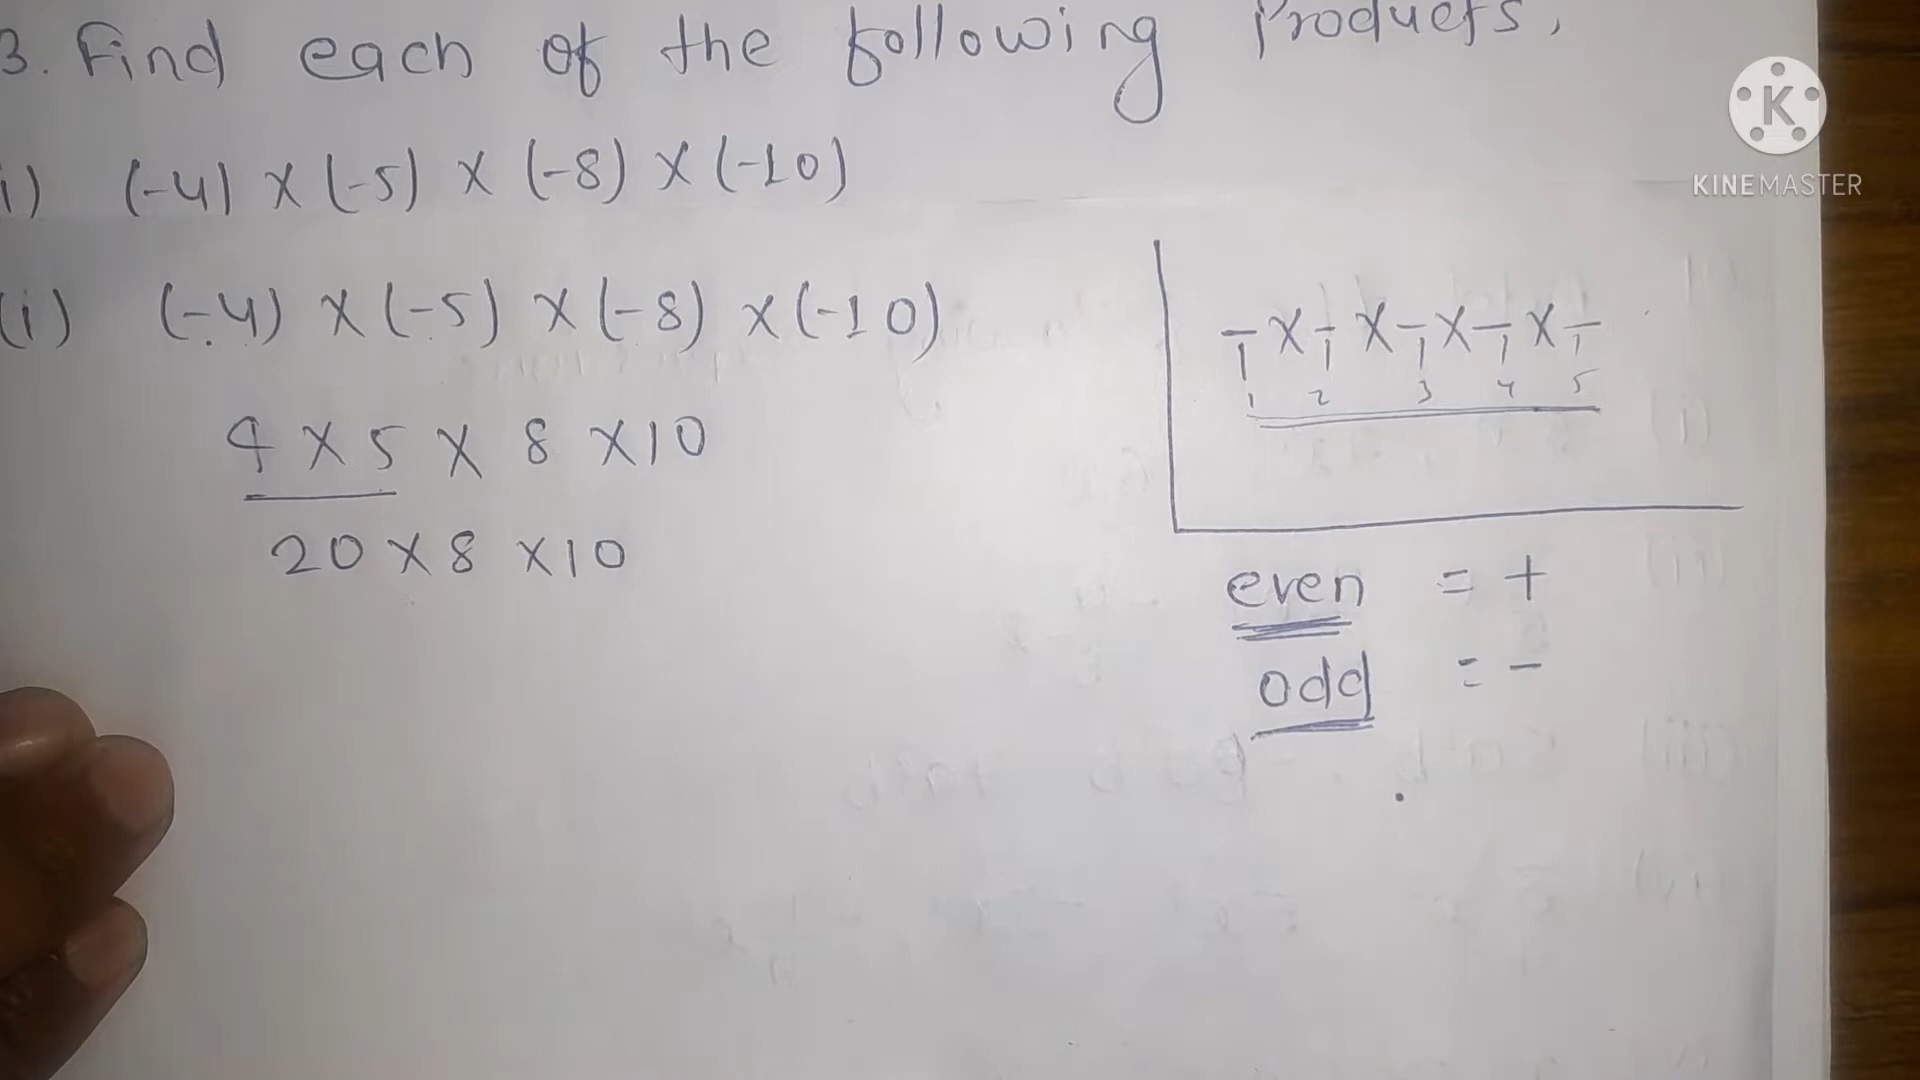 3. Find each of the following Products.
i) (-4) × (-5) × (-8) × (-10)
(i) (-4) × (-5) × (-8) × (-10)
4 × 5 × 8 × 10
20 × 8 × 10
- × - × - × - × -
1 2 3 4 5
even = +
odd = -
KINEMASTER